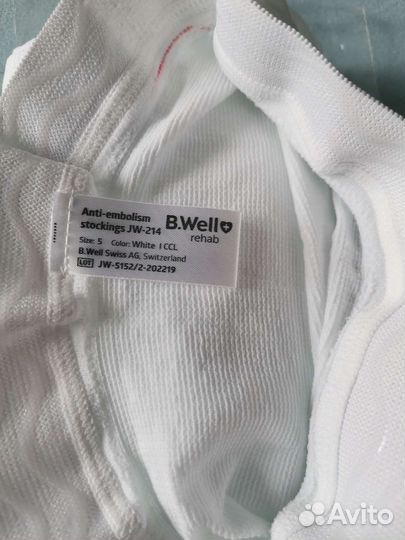 Anti-embolism
stockings JW-214
B.Well
rehab
Size: 5 Color: White I CCL
B.Well Swiss AG, Switzerland
LOT JW-5152/2-202219
Avito